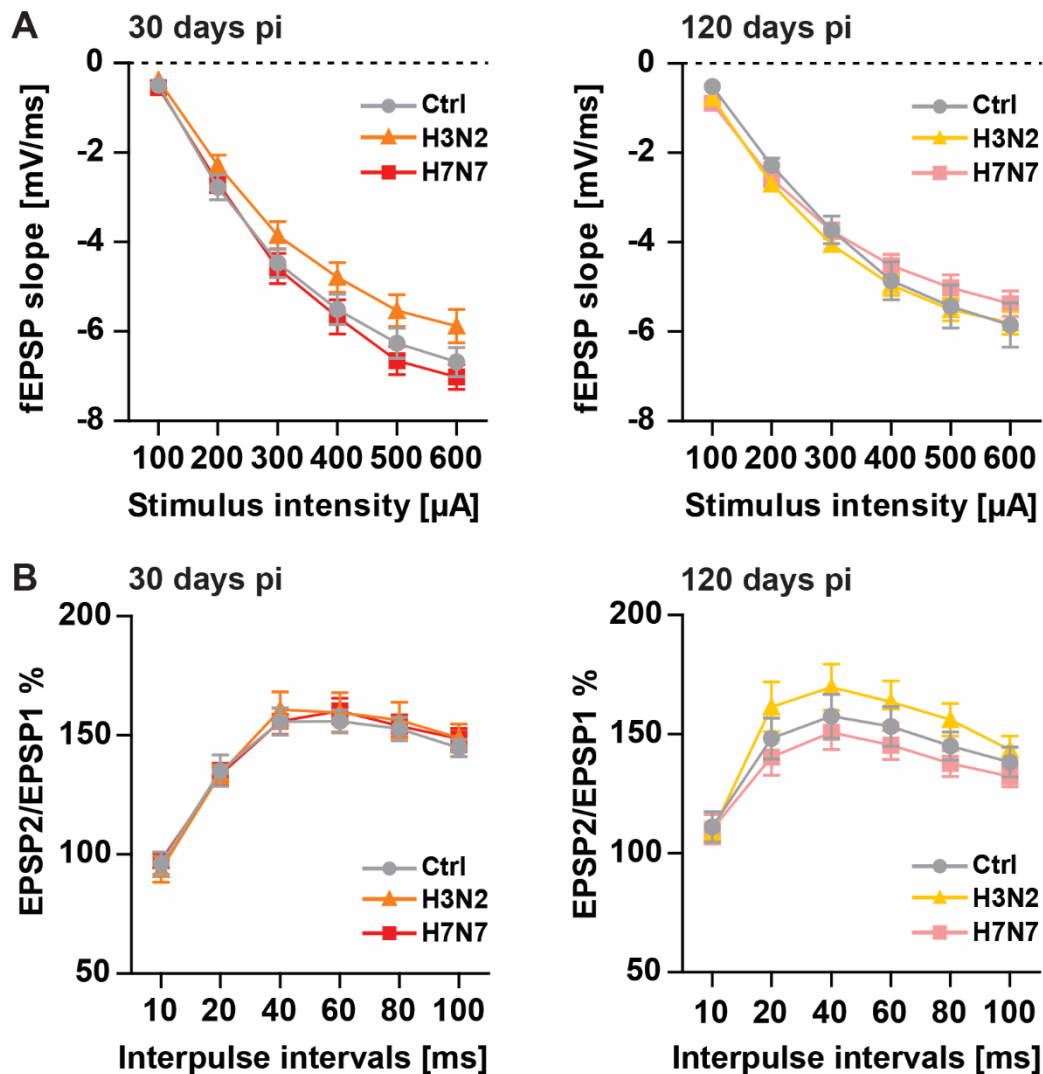 A
30 days pi
120 days pi
0
-2
-4
-6
-8
fEPSP slope [mV/ms]
Ctrl
H3N2
H7N7
100 200 300 400 500 600
Stimulus intensity [µA]
0
-2
-4
-6
-8
fEPSP slope [mV/ms]
Ctrl
H3N2
H7N7
100 200 300 400 500 600
Stimulus intensity [µA]
B
30 days pi
120 days pi
200
150
100
50
EPSP2/EPSP1 %
Ctrl
H3N2
H7N7
10 20 40 60 80 100
Interpulse intervals [ms]
200
150
100
50
EPSP2/EPSP1 %
Ctrl
H3N2
H7N7
10 20 40 60 80 100
Interpulse intervals [ms]